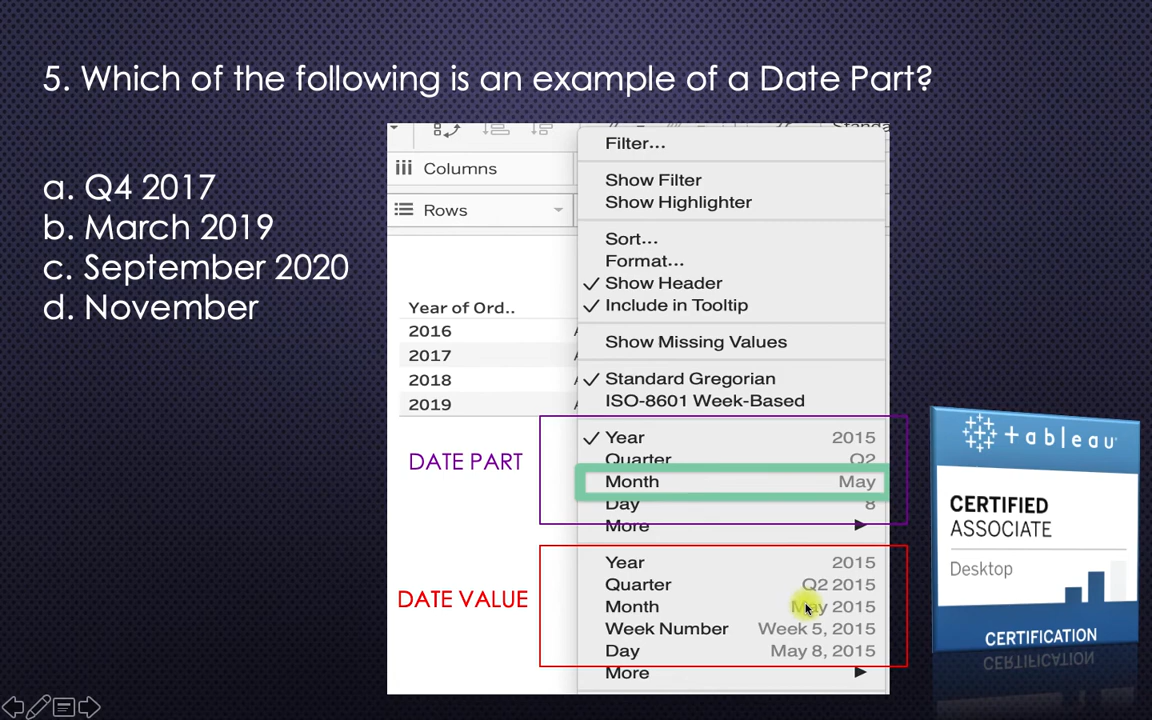 5. Which of the following is an example of a Date Part?
a. Q4 2017
b. March 2019
c. September 2020
d. November
Columns
Rows
Year of Ord..
2016
2017
2018
2019
Filter...
Show Filter
Show Highlighter
Sort...
Format...
Show Header
Include in Tooltip
Show Missing Values
Standard Gregorian
ISO-8601 Week-Based
DATE PART
Year 2015
Quarter Q2
Month May
Day 8
More
DATE VALUE
Year 2015
Quarter Q2 2015
Month May 2015
Week Number Week 5, 2015
Day May 8, 2015
More
+ableau
CERTIFIED
ASSOCIATE
Desktop
CERTIFICATION